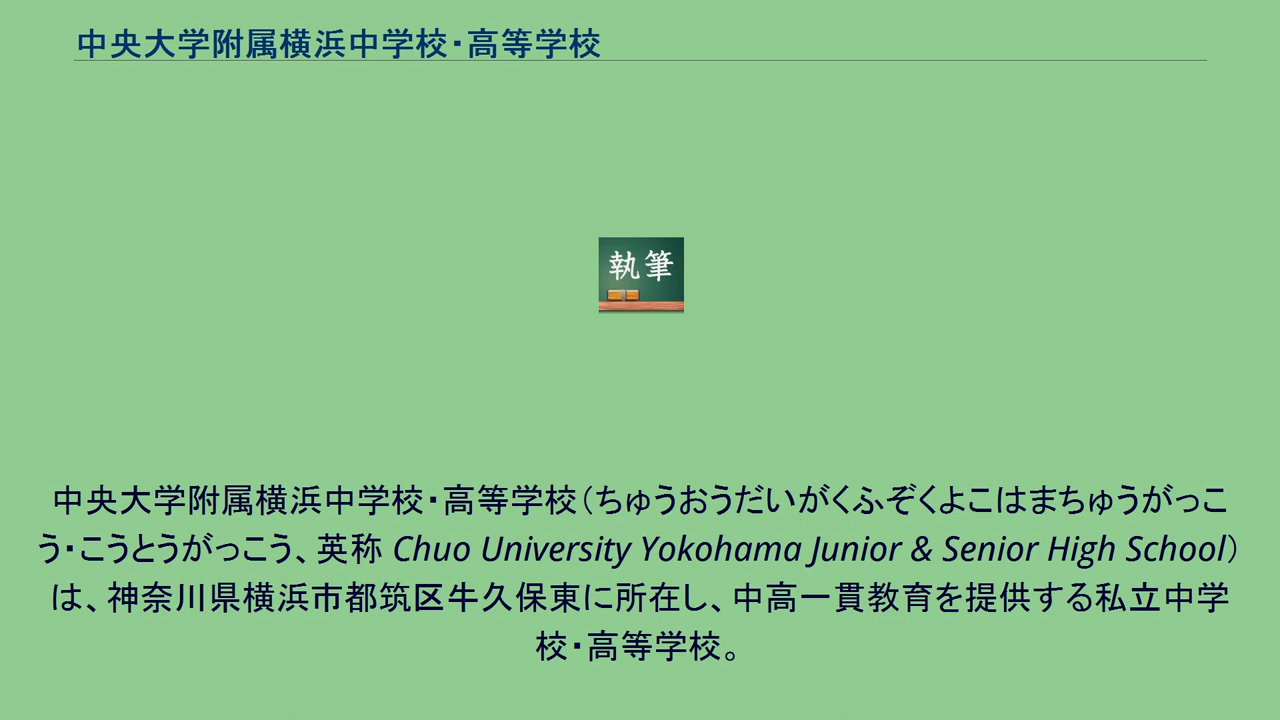 中央大学附属横浜中学校・高等学校
執筆
中央大学附属横浜中学校・高等学校（ちゅうおうだいがくふぞくよこはまちゅうがっこ
う・こうとうがっこう、英称 Chuo University Yokohama Junior & Senior High School）
は、神奈川県横浜市都筑区牛久保東に所在し、中高一貫教育を提供する私立中学
校・高等学校。